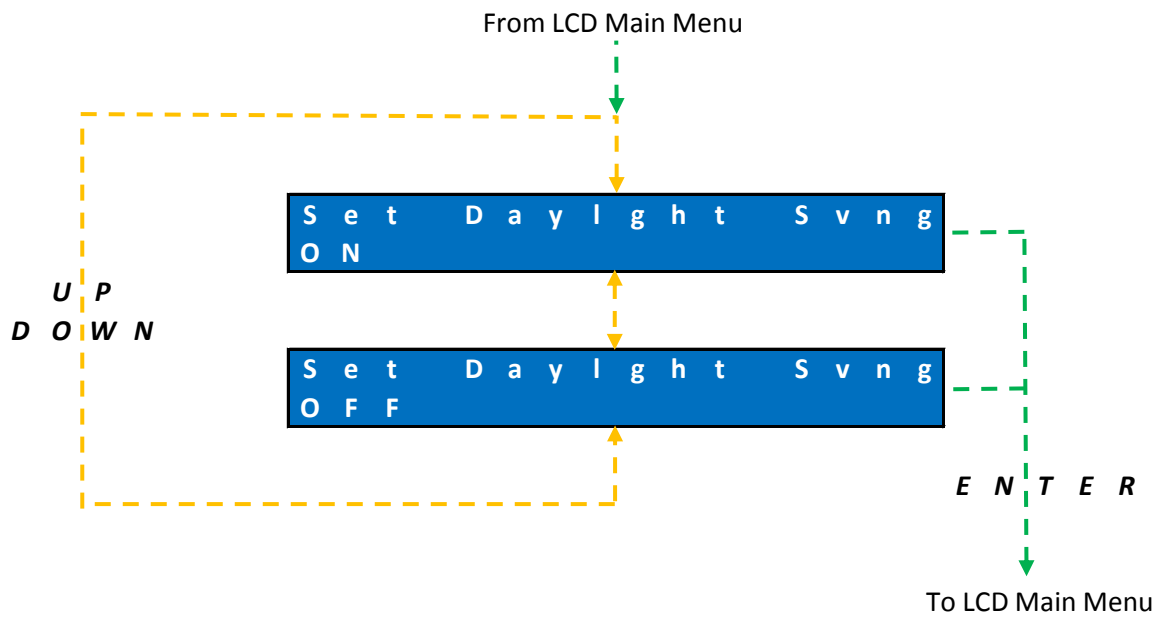 From LCD Main Menu
Set Daylght Svng
ON
UP
DOWN
Set Daylght Svng
OFF
ENTER
To LCD Main Menu